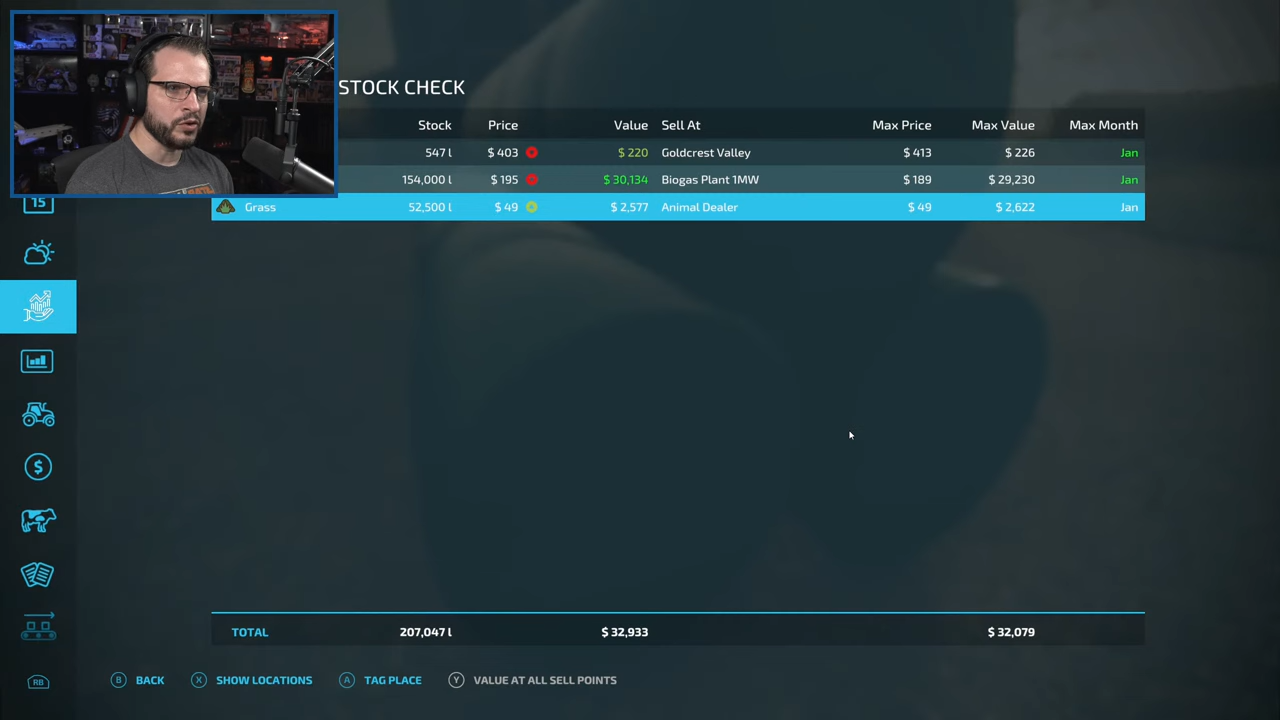 STOCK CHECK
Stock Price Value Sell At Max Price Max Value Max Month
547 l $ 403 $ 220 Goldcrest Valley $ 413 $ 226 Jan
154,000 l $ 195 $ 30,134 Biogas Plant 1MW $ 189 $ 29,230 Jan
15
Grass 52,500 l $ 49 $ 2,577 Animal Dealer $ 49 $ 2,622 Jan
TOTAL 207,047 l $ 32,933 $ 32,079
RB B BACK X SHOW LOCATIONS A TAG PLACE Y VALUE AT ALL SELL POINTS